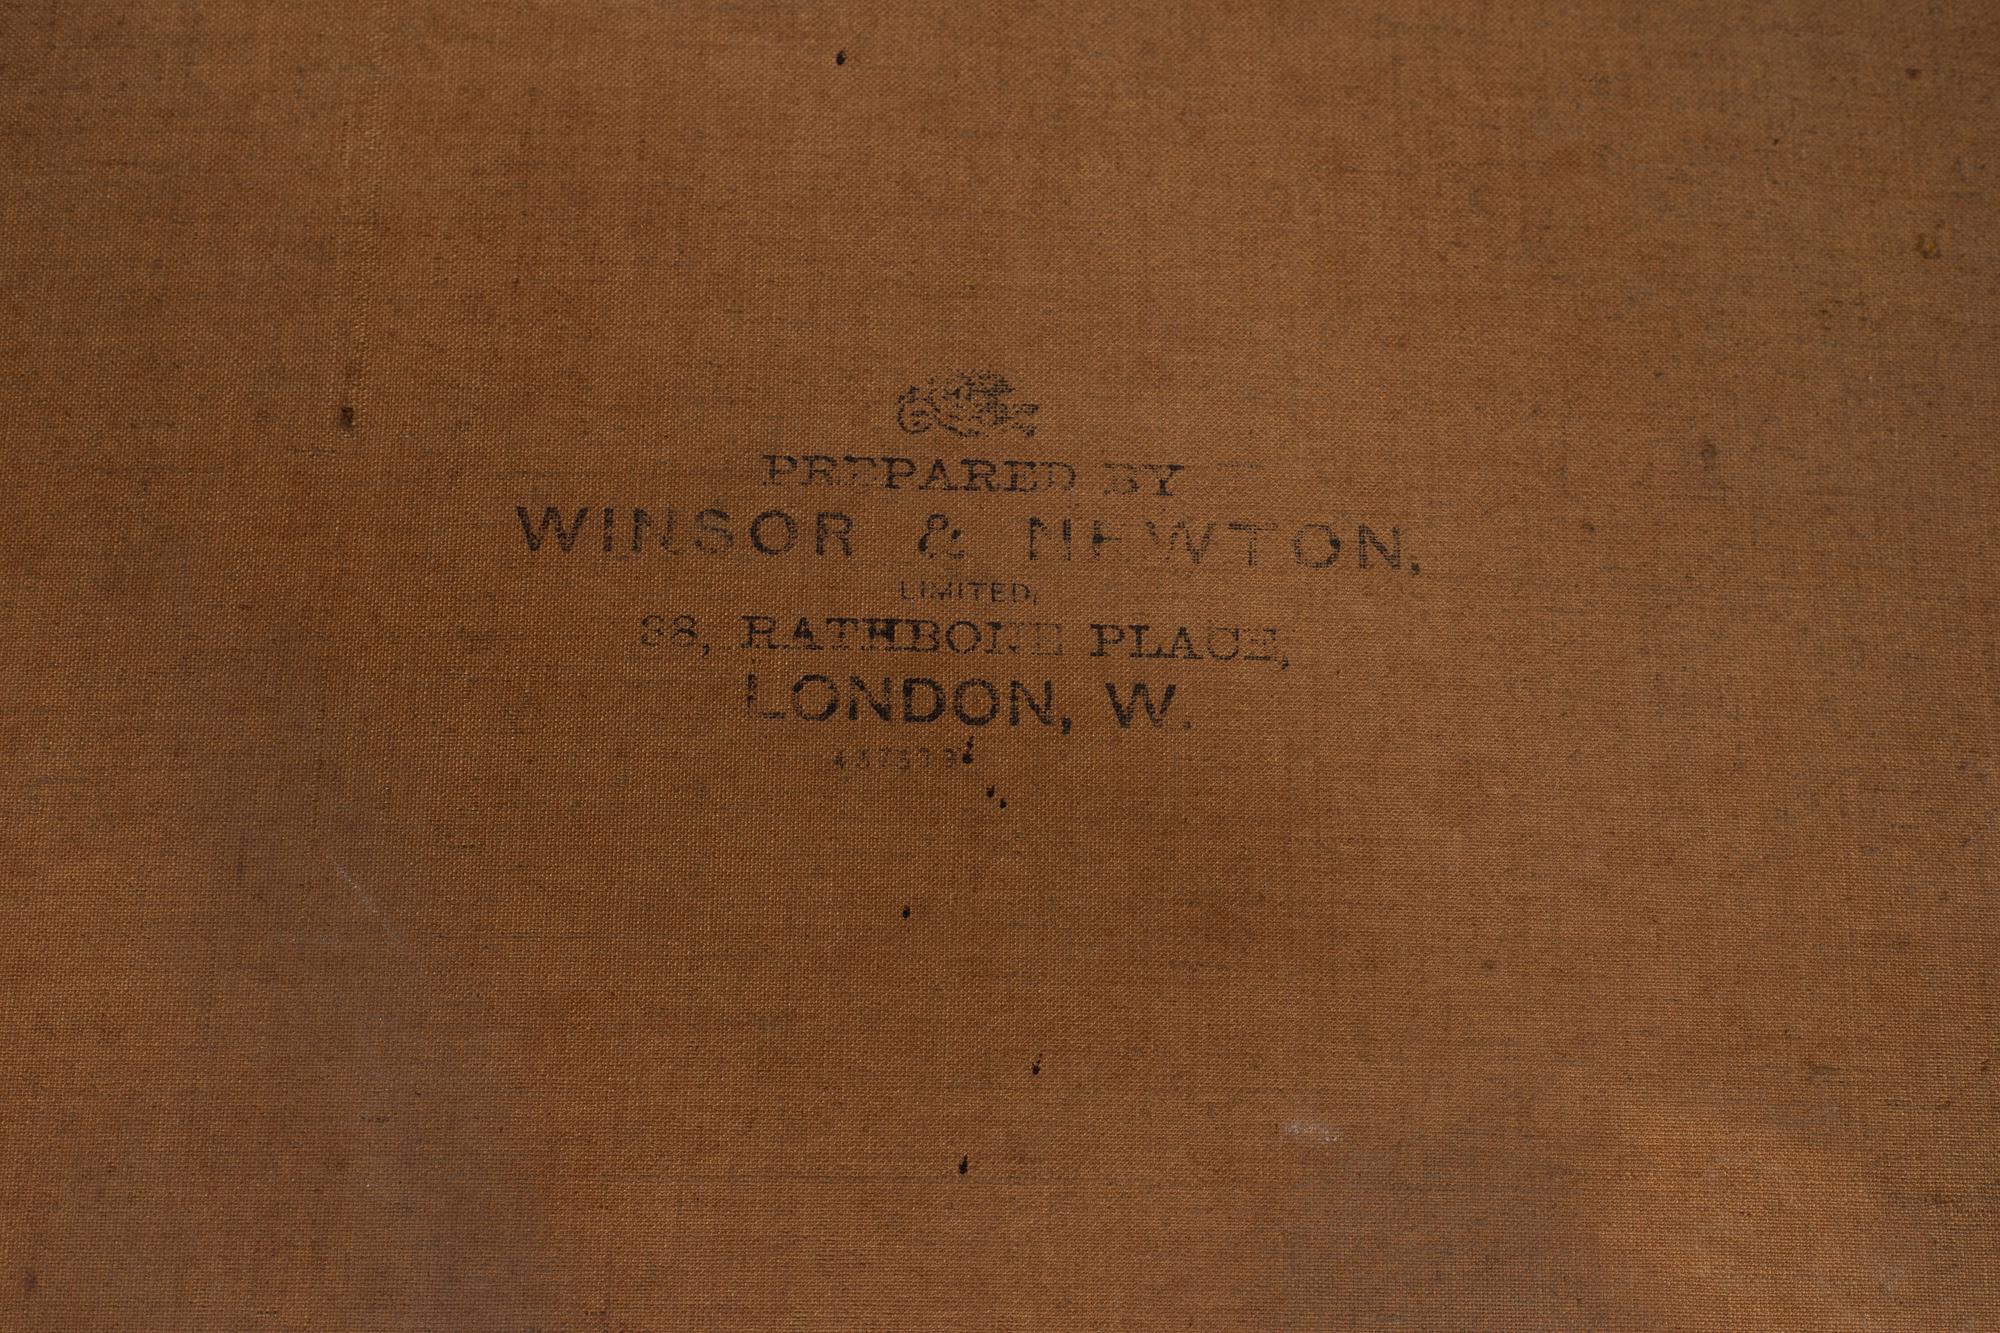 PREPARED BY
WINSOR & NEWTON,
LIMITED,
38, RATHBONE PLACE,
LONDON, W.